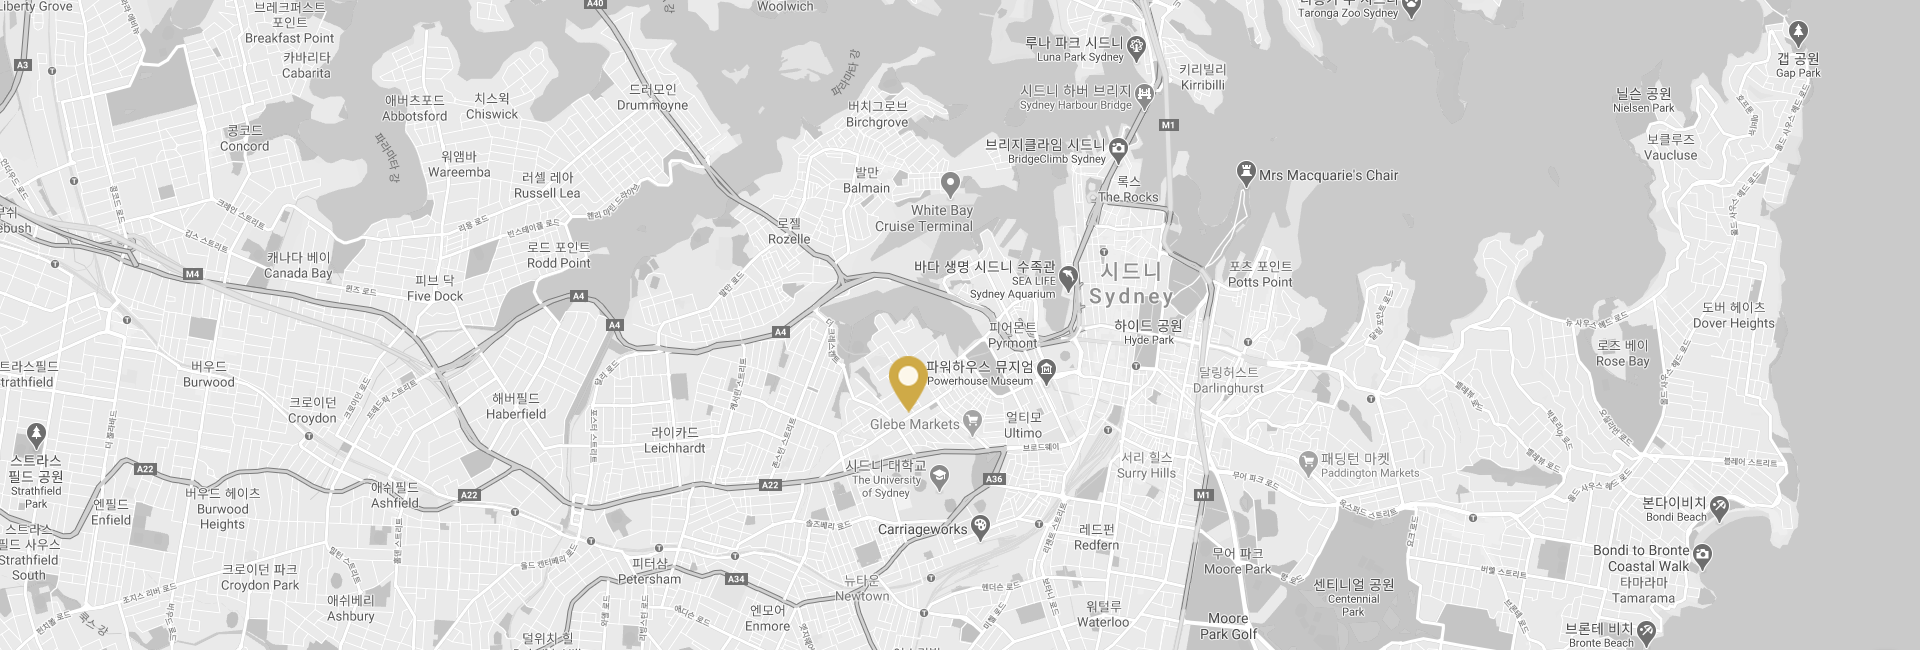 Liberty Grove
브레크퍼스트
포인트
Breakfast Point
카바리타
Cabarita
A3
A40
Woolwich
Taronga Zoo Sydney
루나 파크 시드니
Luna Park Sydney
키리빌리
Kirribilli
갭 공원
Gap Park
애버츠포드
Abbotsford
치스윅
Chiswick
드러모인
Drummoyne
파라마타 강
버치그로브
Birchgrove
시드니 하버 브리지
Sydney Harbour Bridge
M1
닐슨 공원
Nielsen Park
보클루즈
Vaucluse
콩코드
Concord
파라마타 강
워앰바
Wareemba
러셀 레아
Russell Lea
발만
Balmain
브리지클라임 시드니
BridgeClimb Sydney
록스
The Rocks
Mrs Macquarie's Chair
White Bay
Cruise Terminal
로젤
Rozelle
캐나다 베이
Canada Bay
로드 포인트
Rodd Point
피브 닥
Five Dock
M4
A4
A4
A4
바다 생명 시드니 수족관
SEA LIFE
Sydney Aquarium
시드니
Sydney
포츠 포인트
Potts Point
도버 헤이츠
Dover Heights
피어몬트
Pyrmont
하이드 공원
Hyde Park
로즈 베이
Rose Bay
버우드
Burwood
파워하우스 뮤지엄
Powerhouse Museum
달링허스트
Darlinghurst
크로이던
Croydon
해버필드
Haberfield
라이카드
Leichhardt
Glebe Markets
얼티모
Ultimo
브로드웨이
스트라스
필드 공원
Strathfield
Park
A22
A22
A22
A36
M1
시드니 대학교
The University
of Sydney
서리 힐스
Surry Hills
패딩턴 마켓
Paddington Markets
버우드 헤이츠
Burwood
Heights
애쉬필드
Ashfield
엔필드
Enfield
Carriageworks
레드펀
Redfern
본다이비치
Bondi Beach
스트라스
필드 사우스
Strathfield
South
크로이던 파크
Croydon Park
피터샴
Petersham
A34
뉴타운
Newtown
무어 파크
Moore Park
센티니얼 공원
Centennial
Park
Bondi to Bronte
Coastal Walk
타마라마
Tamarama
애쉬베리
Ashbury
엔모어
Enmore
워털루
Waterloo
Moore
Park Golf
브론테 비치
Bronte Beach
덜위치 힐